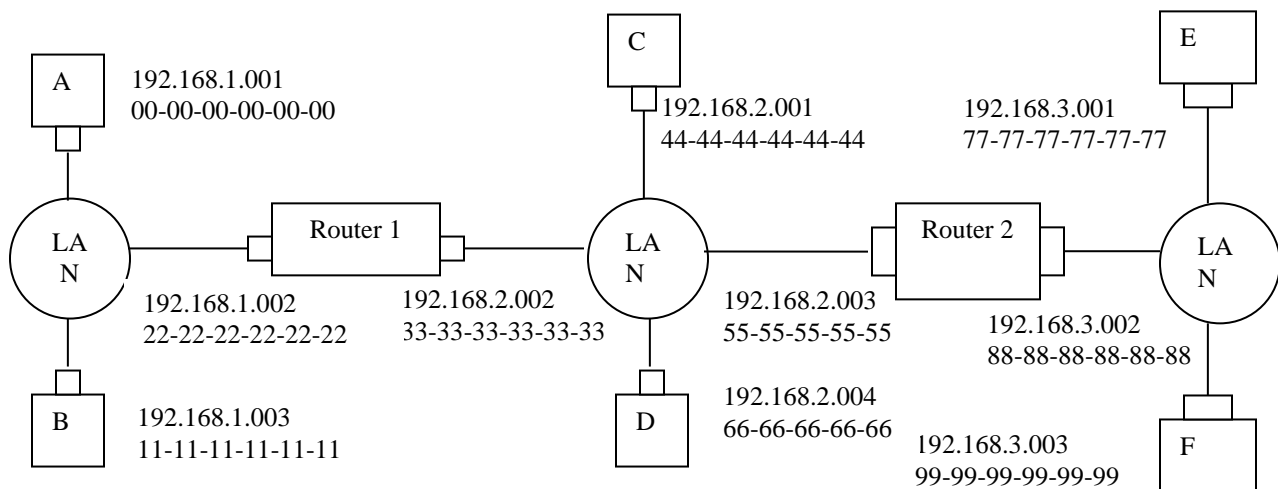 A
192.168.1.001
00-00-00-00-00-00
C
192.168.2.001
44-44-44-44-44-44
E
192.168.3.001
77-77-77-77-77-77
LA
N
Router 1
LA
N
Router 2
LA
N
192.168.1.002
22-22-22-22-22-22
192.168.2.002
33-33-33-33-33-33
192.168.2.003
55-55-55-55-55
192.168.3.002
88-88-88-88-88-88
B
192.168.1.003
11-11-11-11-11-11
D
192.168.2.004
66-66-66-66-66
192.168.3.003
99-99-99-99-99-99
F